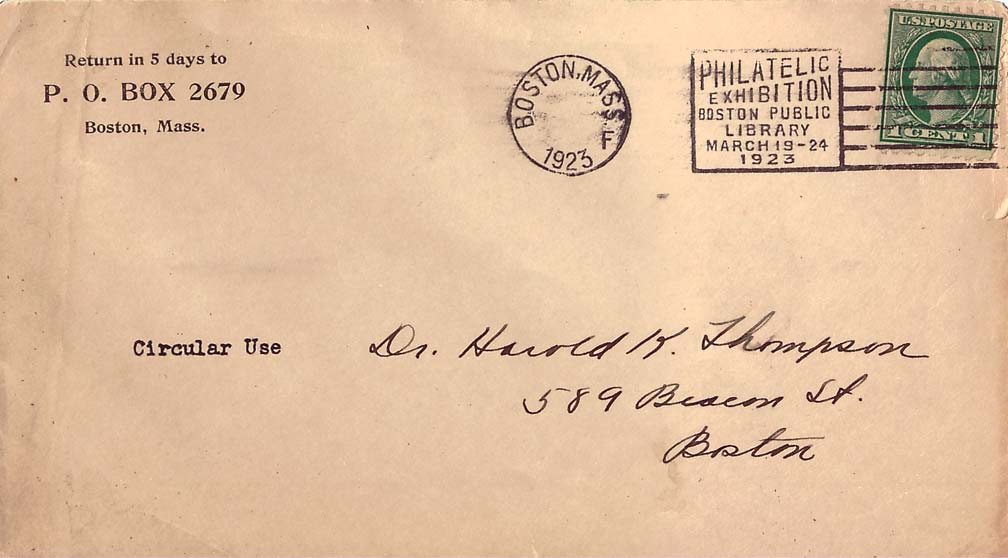 Return in 5 days to
P. O. BOX 2679
Boston, Mass.
BOSTON, MASS.
F
1923
PHILATELIC
EXHIBITION
BOSTON PUBLIC
LIBRARY
MARCH 19-24
1923
U.S. POSTAGE
1 CENT 1
Circular Use
Dr. Harold K. Thompson
589 Beacon St.
Boston